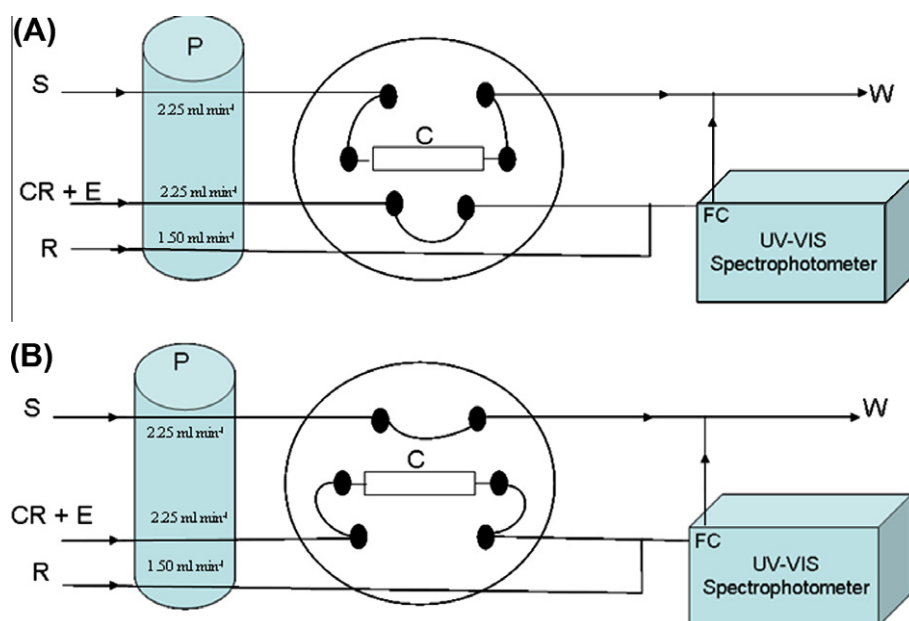 (A)
P
S
2.25 ml min⁻¹
W
C
CR + E
2.25 ml min⁻¹
FC
R
1.50 ml min⁻¹
UV-VIS
Spectrophotometer
(B)
P
S
2.25 ml min⁻¹
W
C
CR + E
2.25 ml min⁻¹
FC
R
1.50 ml min⁻¹
UV-VIS
Spectrophotometer